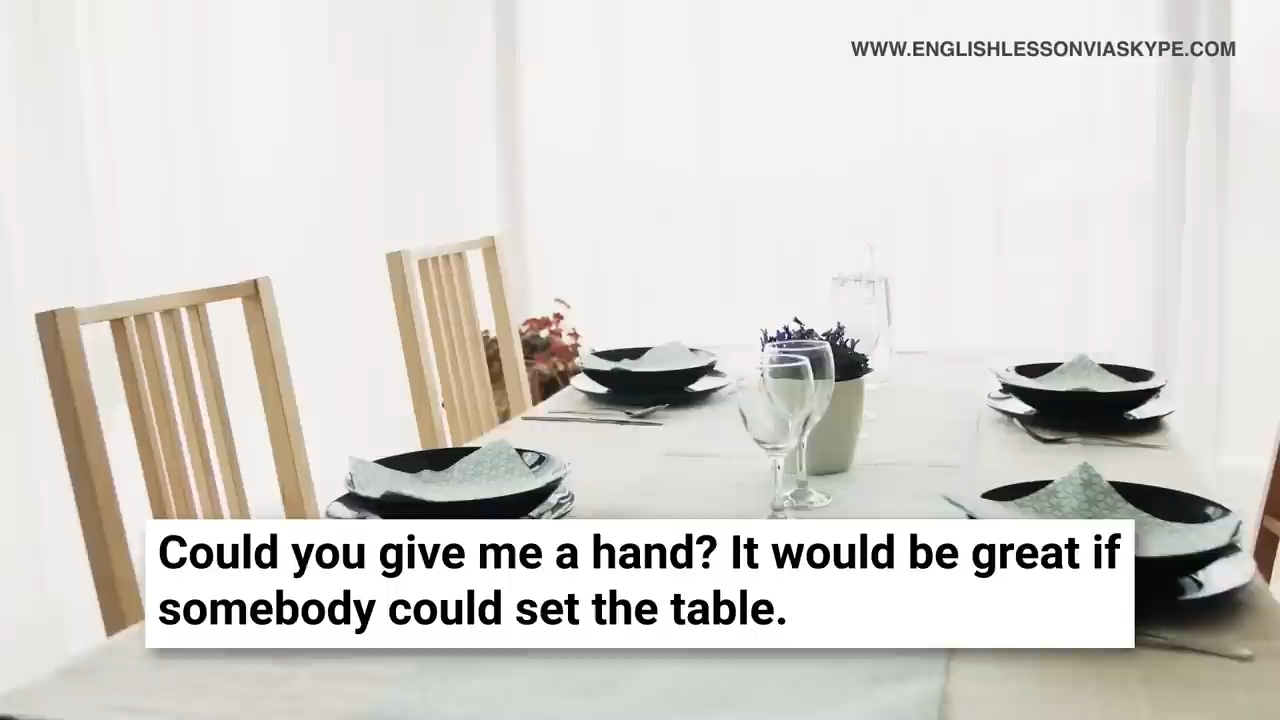 WWW.ENGLISHLESSONVIASKYPE.COM
Could you give me a hand? It would be great if
somebody could set the table.